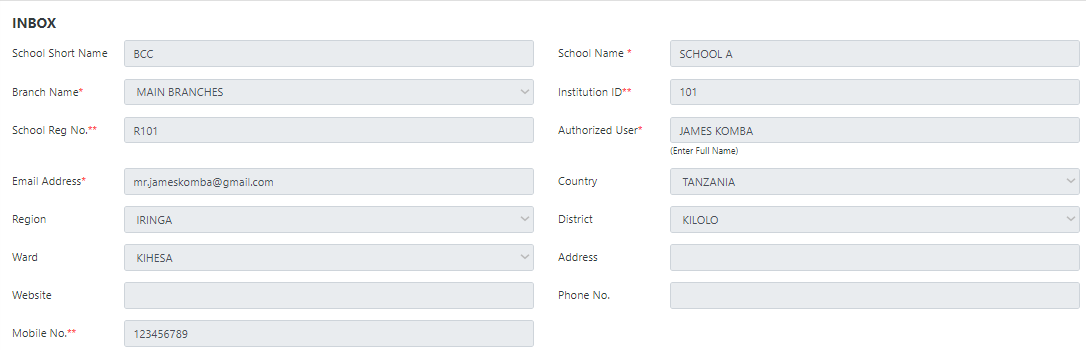 INBOX
School Short Name BCC School Name * SCHOOL A
Branch Name* MAIN BRANCHES Institution ID** 101
School Reg No.** R101 Authorized User* JAMES KOMBA
(Enter Full Name)
Email Address* mr.jameskomba@gmail.com Country TANZANIA
Region IRINGA District KILOLO
Ward KIHESA Address
Website Phone No.
Mobile No.** 123456789